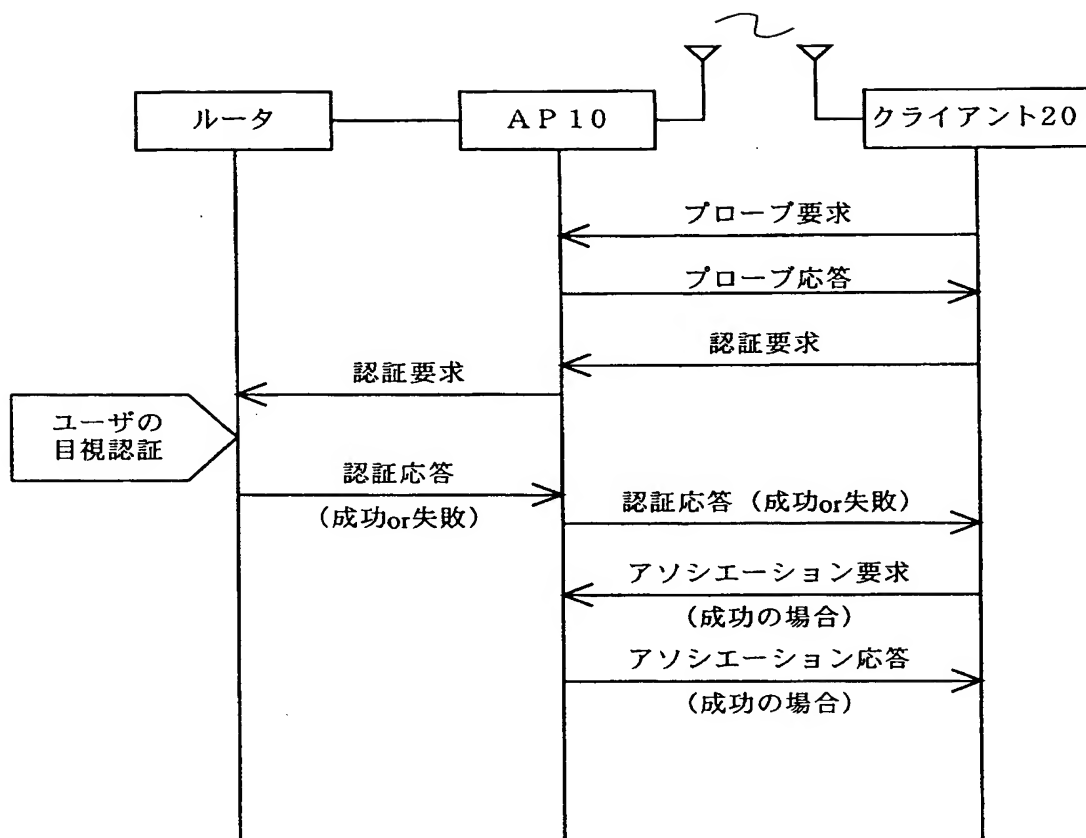 ルータ
AP10
クライアント20
プローブ要求
プローブ応答
認証要求
認証要求
ユーザの
目視認証
認証応答
(成功or失敗)
認証応答(成功or失敗)
アソシエーション要求
(成功の場合)
アソシエーション応答
(成功の場合)